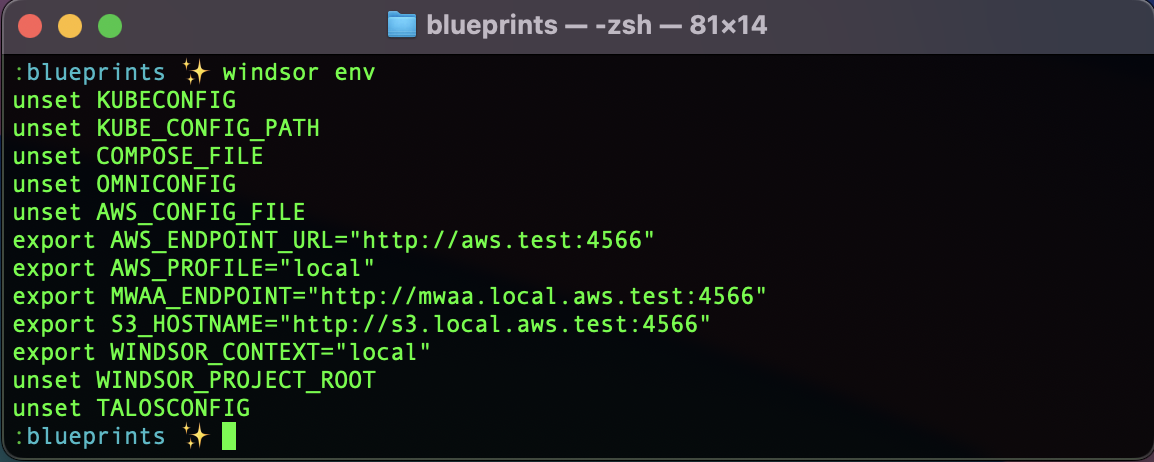 blueprints — -zsh — 81×14
:blueprints ✨ windsor env
unset KUBECONFIG
unset KUBE_CONFIG_PATH
unset COMPOSE_FILE
unset OMNICONFIG
unset AWS_CONFIG_FILE
export AWS_ENDPOINT_URL="http://aws.test:4566"
export AWS_PROFILE="local"
export MWAA_ENDPOINT="http://mwaa.local.aws.test:4566"
export S3_HOSTNAME="http://s3.local.aws.test:4566"
export WINDSOR_CONTEXT="local"
unset WINDSOR_PROJECT_ROOT
unset TALOSCONFIG
:blueprints ✨